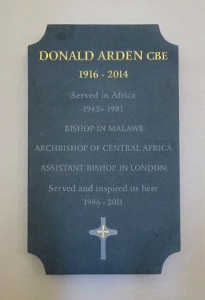 DONALD ARDEN CBE
1916 - 2014
Served in Africa
1943 - 1981
BISHOP IN MALAWI
ARCHBISHOP OF CENTRAL AFRICA
ASSISTANT BISHOP IN LONDON
Served and inspired us here
1986 - 2011